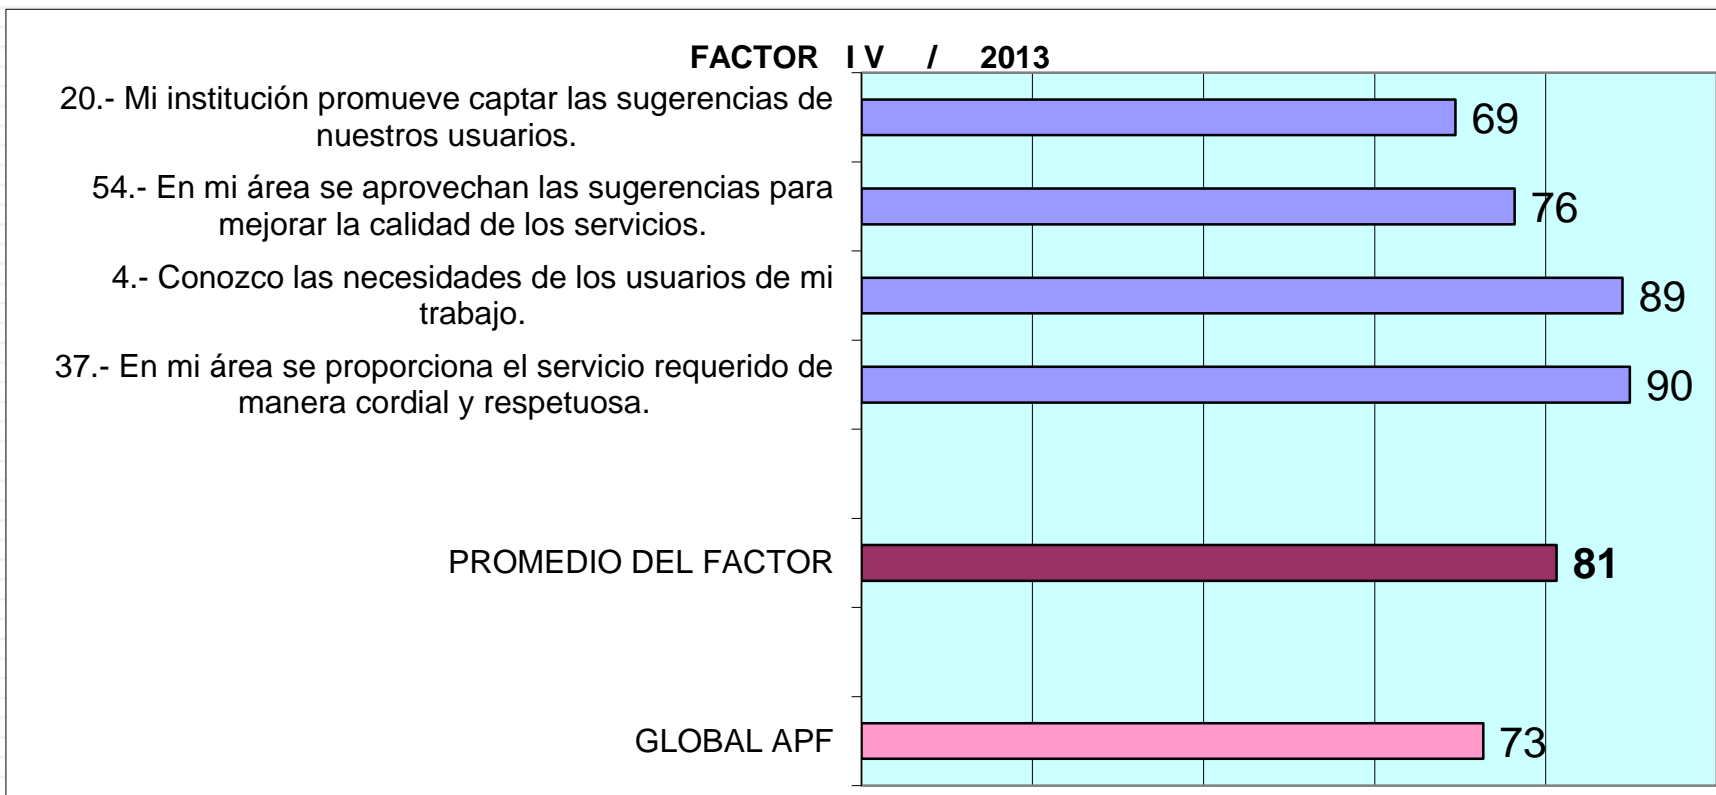 FACTOR I V / 2013
20.- Mi institución promueve captar las sugerencias de
nuestros usuarios.
69
54.- En mi área se aprovechan las sugerencias para
mejorar la calidad de los servicios.
76
4.- Conozco las necesidades de los usuarios de mi
trabajo.
89
37.- En mi área se proporciona el servicio requerido de
manera cordial y respetuosa.
90
PROMEDIO DEL FACTOR
81
GLOBAL APF
73